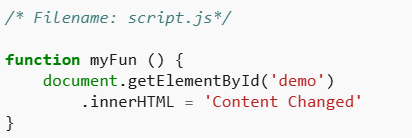 /* Filename: script.js*/
function myFun () {
    document.getElementById('demo')
        .innerHTML = 'Content Changed'
}